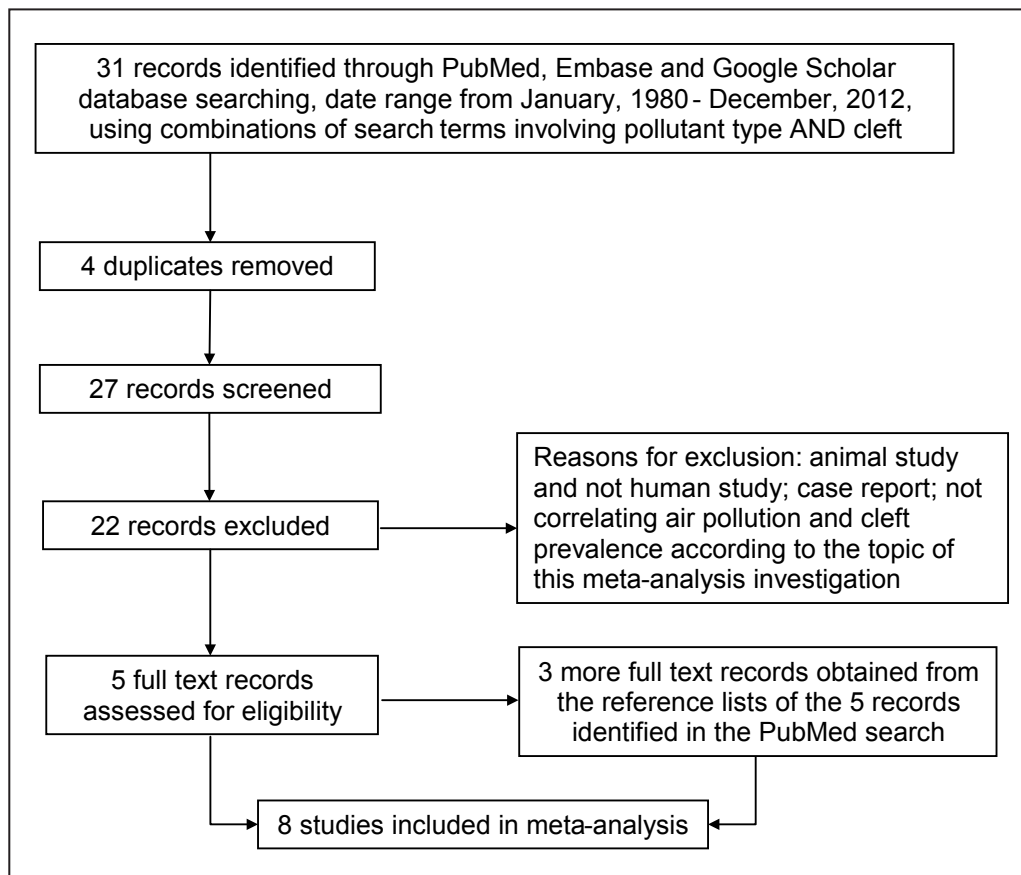 31 records identified through PubMed, Embase and Google Scholar
database searching, date range from January, 1980 - December, 2012,
using combinations of search terms involving pollutant type AND cleft
4 duplicates removed
27 records screened
22 records excluded
Reasons for exclusion: animal study
and not human study; case report; not
correlating air pollution and cleft
prevalence according to the topic of
this meta-analysis investigation
5 full text records
assessed for eligibility
3 more full text records obtained from
the reference lists of the 5 records
identified in the PubMed search
8 studies included in meta-analysis